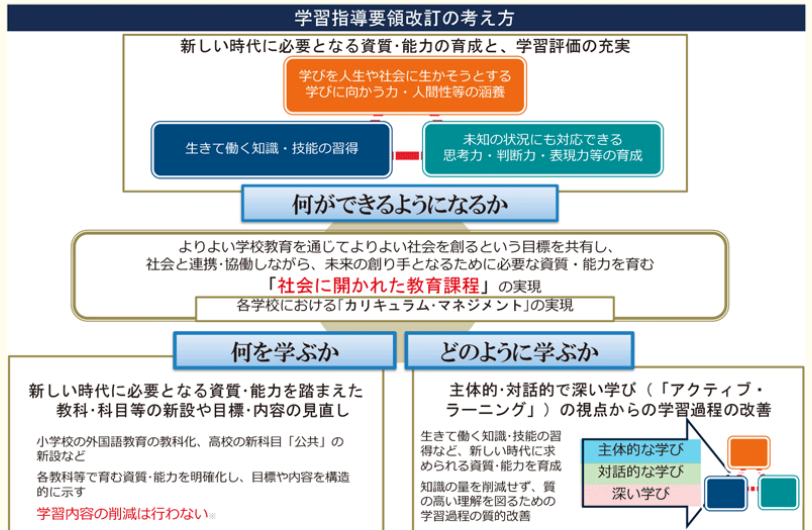 学習指導要領改訂の考え方
新しい時代に必要となる資質・能力の育成と、学習評価の充実
学びを人生や社会に生かそうとする
学びに向かう力・人間性等の涵養
生きて働く知識・技能の習得
未知の状況にも対応できる
思考力・判断力・表現力等の育成
何ができるようになるか
よりよい学校教育を通じてよりよい社会を創るという目標を共有し、
社会と連携・協働しながら、未来の創り手となるために必要な資質・能力を育む
「社会に開かれた教育課程」の実現
各学校における「カリキュラム・マネジメント」の実現
何を学ぶか
どのように学ぶか
新しい時代に必要となる資質・能力を踏まえた
教科・科目等の新設や目標・内容の見直し
小学校の外国語教育の教科化、高校の新科目「公共」の
新設など
各教科等で育む資質・能力を明確化し、目標や内容を構造
的に示す
学習内容の削減は行わない※
主体的・対話的で深い学び（「アクティブ・
ラーニング」）の視点からの学習過程の改善
生きて働く知識・技能の習
得など、新しい時代に求
められる資質・能力を育成
知識の量を削減せず、質
の高い理解を図るための
学習過程の質的改善
主体的な学び
対話的な学び
深い学び